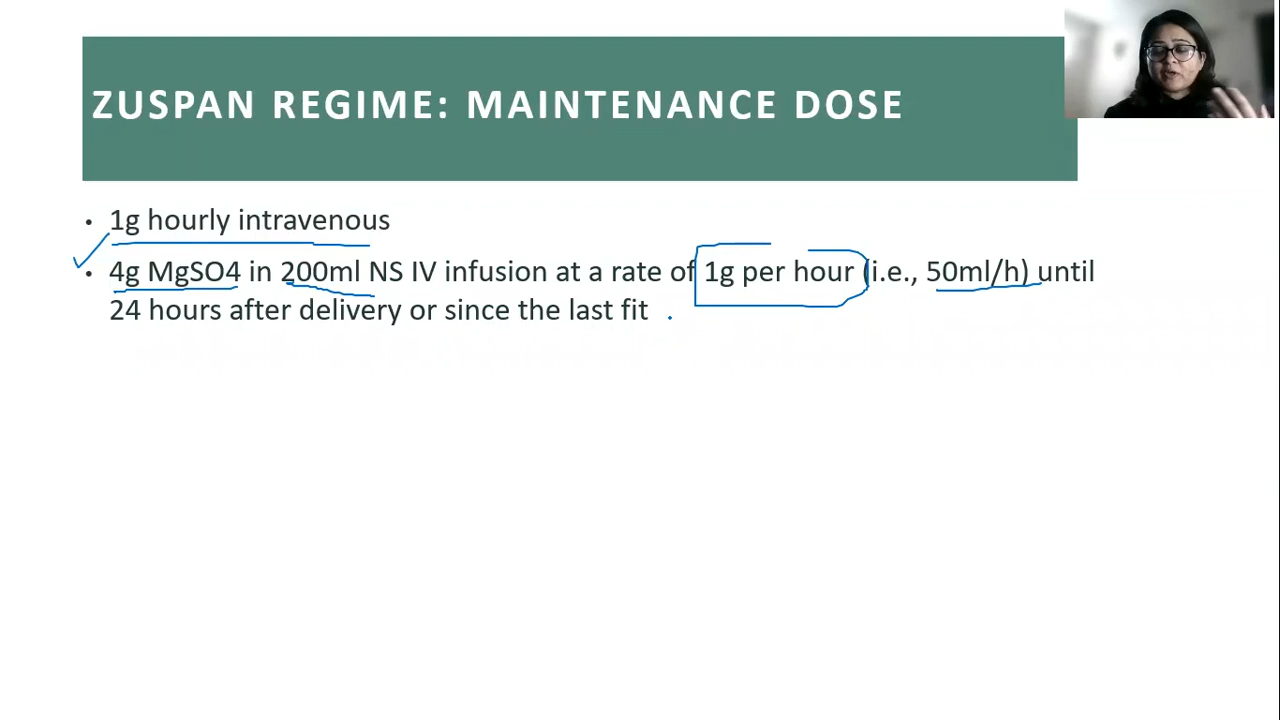 ZUSPAN REGIME: MAINTENANCE DOSE
• 1g hourly intravenous
• 4g MgSO4 in 200ml NS IV infusion at a rate of 1g per hour (i.e., 50ml/h) until
24 hours after delivery or since the last fit